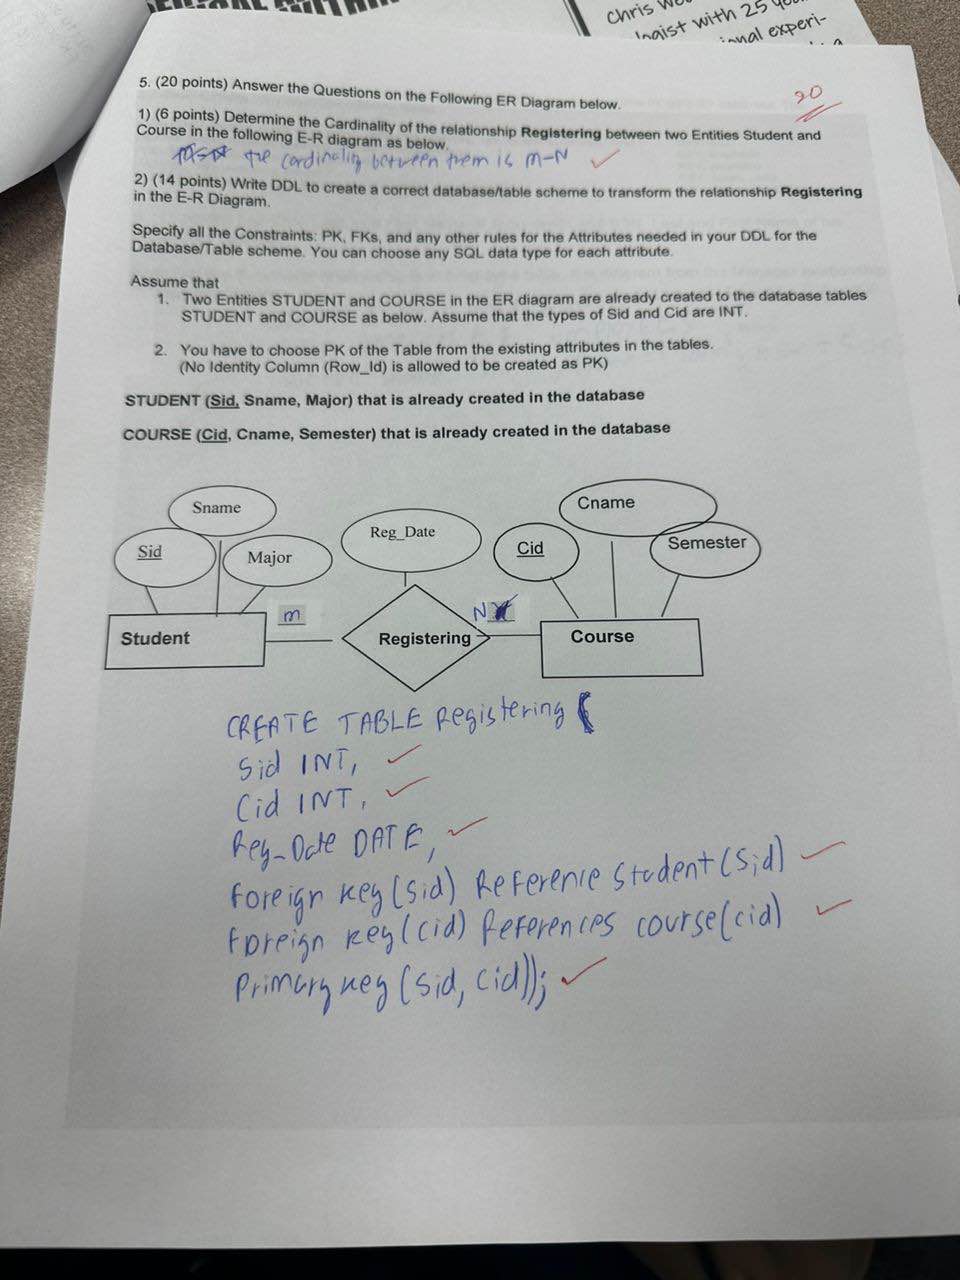 Chris
with 25
experi-
5. (20 points) Answer the Questions on the Following ER Diagram below.
20
1) (6 points) Determine the Cardinality of the relationship Registering between two Entities Student and
Course in the following E-R diagram as below.
the cardinality between them is M-N
2) (14 points) Write DDL to create a correct database/table scheme to transform the relationship Registering
in the E-R Diagram.
Specify all the Constraints: PK, FKs, and any other rules for the Attributes needed in your DDL for the
Database/Table scheme. You can choose any SQL data type for each attribute.
Assume that
1. Two Entities STUDENT and COURSE in the ER diagram are already created to the database tables
STUDENT and COURSE as below. Assume that the types of Sid and Cid are INT.
2. You have to choose PK of the Table from the existing attributes in the tables.
(No Identity Column (Row_Id) is allowed to be created as PK)
STUDENT (Sid, Sname, Major) that is already created in the database
COURSE (Cid, Cname, Semester) that is already created in the database
Sname
Cname
Reg_Date
Sid
Major
Cid
Semester
m
N
Student
Registering
Course
CREATE TABLE Registering (
Sid INT,
Cid INT,
Reg_Date DATE,
Foreign key (Sid) Reference Student (Sid)
Foreign key (cid) References course (cid)
Primary key (sid, cid));